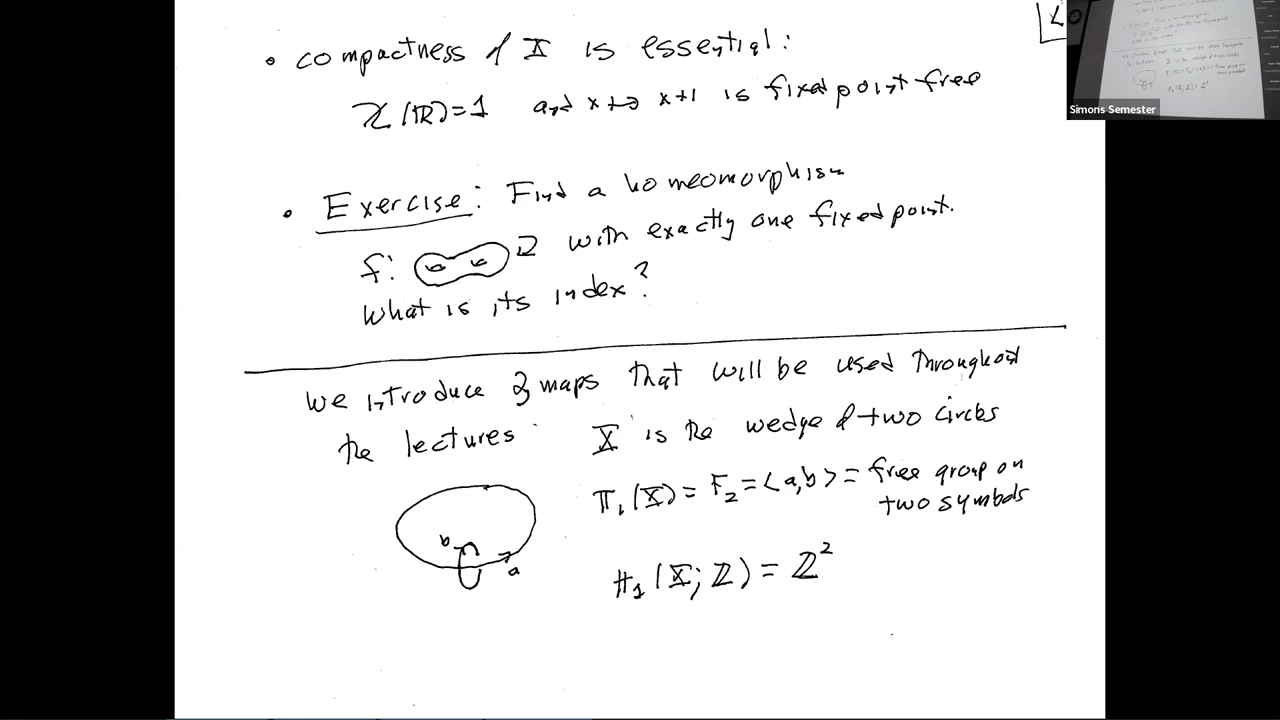 • compactness of X is essential:
χ(ℝ)=1 and x↦x+1 is fixed point free
• Exercise: Find a homeomorphism
f: ↺ with exactly one fixed point.
What is its index?
We introduce 3 maps that will be used throughout
the lectures. X is the wedge of two circles
π₁(X) = F₂ = <a,b> = free group on
two symbols
b
a
H₁(X; ℤ) = ℤ²
Simons Semester